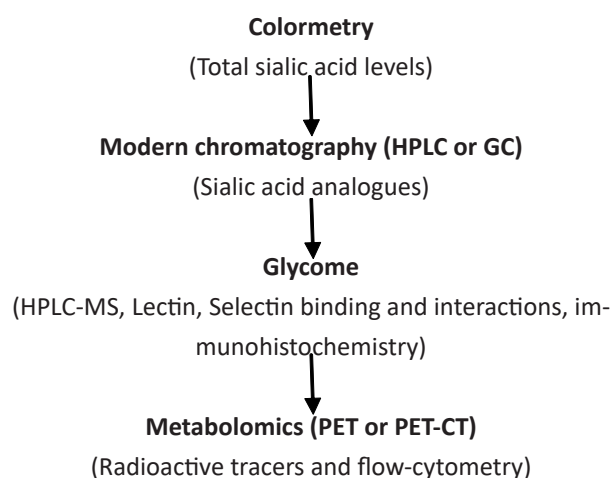 Colormetry
(Total sialic acid levels)
Modern chromatography (HPLC or GC)
(Sialic acid analogues)
Glycome
(HPLC-MS, Lectin, Selectin binding and interactions, im-
munohistochemistry)
Metabolomics (PET or PET-CT)
(Radioactive tracers and flow-cytometry)